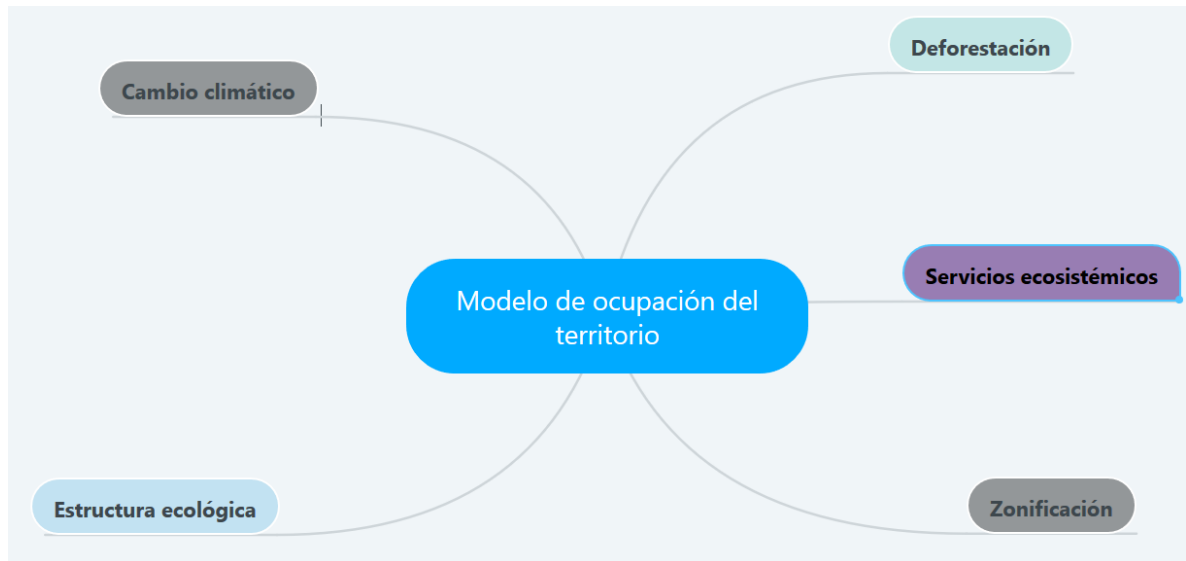 Deforestación
Cambio climático
Servicios ecosistémicos
Modelo de ocupación del
territorio
Estructura ecológica
Zonificación